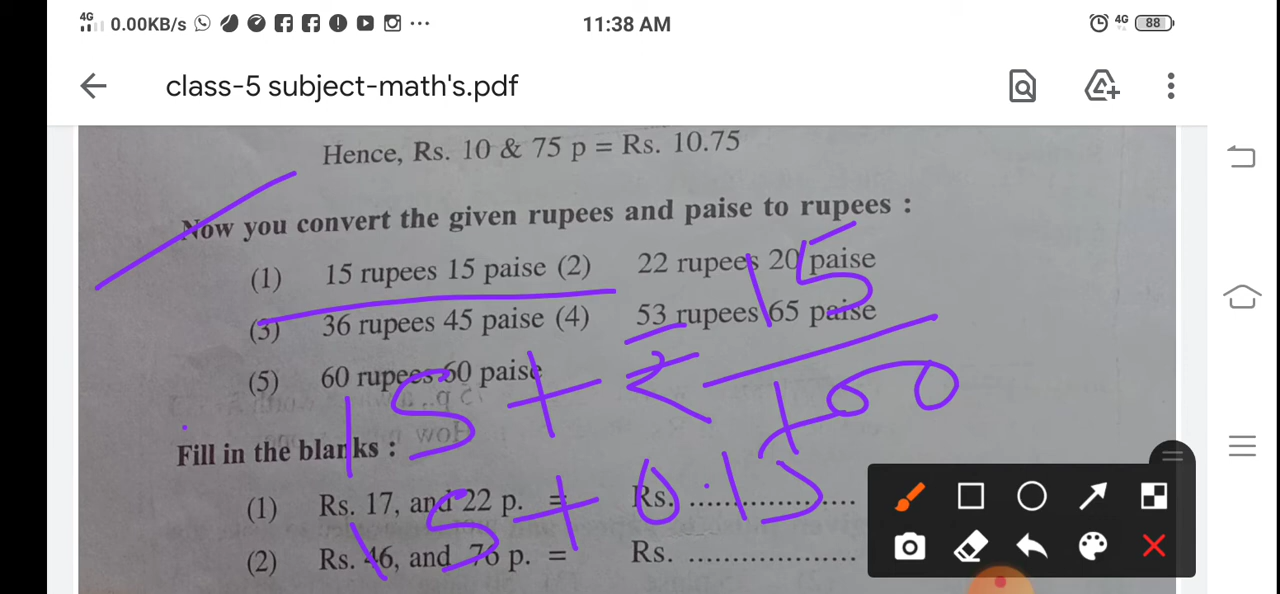 4G 0.00KB/s ... 11:38 AM 4G 88
class-5 subject-math's.pdf
Hence, Rs. 10 & 75 p = Rs. 10.75
Now you convert the given rupees and paise to rupees :
(1) 15 rupees 15 paise (2) 22 rupees 20 paise
(3) 36 rupees 45 paise (4) 53 rupees 65 paise
(5) 60 rupees 60 paise
15 + ₹ 15/100
Fill in the blanks :
(1) Rs. 17, and 22 p. = Rs. ..................
(2) Rs. 46, and 76 p. = Rs. ..................
15 + 0.15